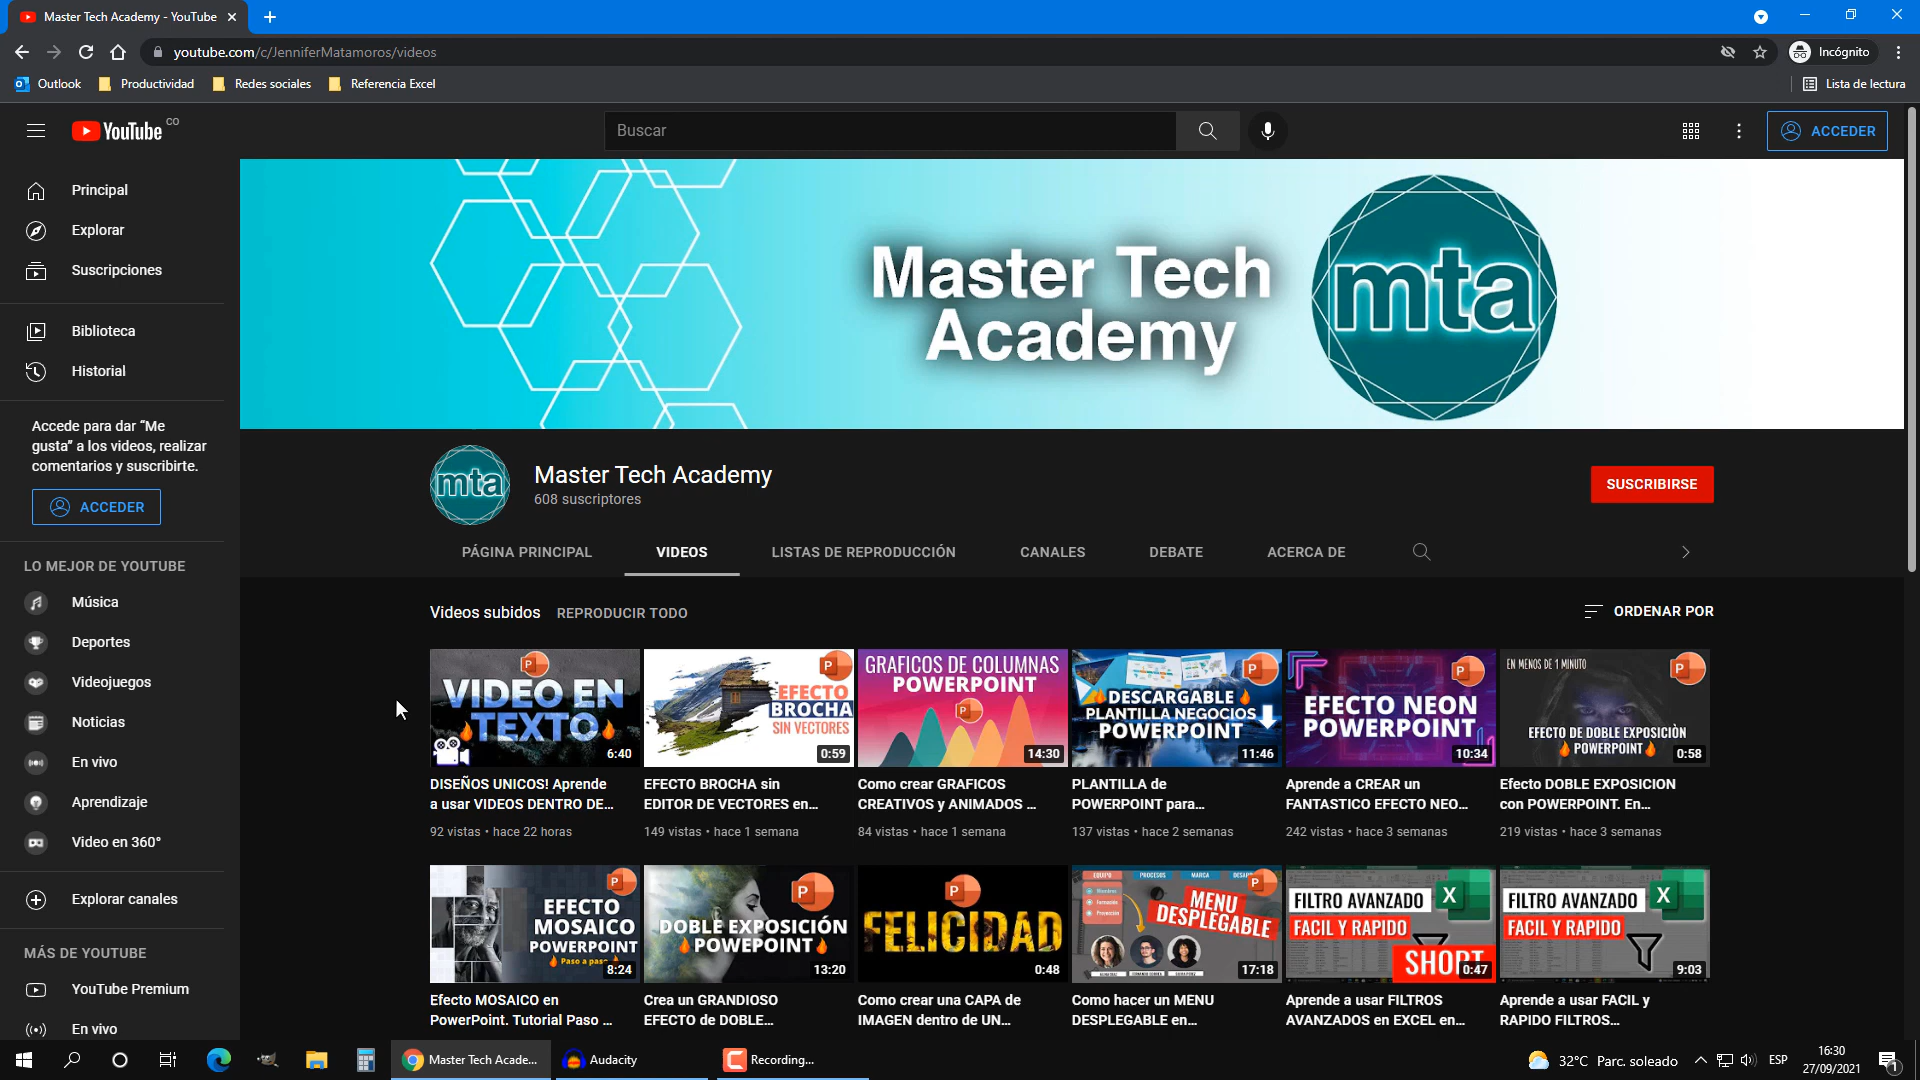 Master Tech Academy - YouTube
youtube.com/c/JenniferMatamoros/videos
Incógnito
Outlook
Productividad
Redes sociales
Referencia Excel
Lista de lectura
YouTube CO
Buscar
ACCEDER
Principal
Explorar
Suscripciones
Biblioteca
Historial
Accede para dar “Me
gusta” a los videos, realizar
comentarios y suscribirte.
ACCEDER
LO MEJOR DE YOUTUBE
Música
Deportes
Videojuegos
Noticias
En vivo
Aprendizaje
Video en 360°
Explorar canales
MÁS DE YOUTUBE
YouTube Premium
En vivo
Master Tech
Academy
mta
mta
Master Tech Academy
608 suscriptores
SUSCRIBIRSE
PÁGINA PRINCIPAL
VIDEOS
LISTAS DE REPRODUCCIÓN
CANALES
DEBATE
ACERCA DE
Videos subidos
REPRODUCIR TODO
ORDENAR POR
P
VIDEO EN
TEXTO
6:40
DISEÑOS UNICOS! Aprende
a usar VIDEOS DENTRO DE...
92 vistas • hace 22 horas
P
EFECTO
BROCHA
SIN VECTORES
0:59
EFECTO BROCHA sin
EDITOR DE VECTORES en...
149 vistas • hace 1 semana
GRAFICOS DE COLUMNAS
POWERPOINT
P
14:30
Como crear GRAFICOS
CREATIVOS y ANIMADOS ...
84 vistas • hace 1 semana
P
DESCARGABLE
PLANTILLA NEGOCIOS
POWERPOINT
11:46
PLANTILLA de
POWERPOINT para...
137 vistas • hace 2 semanas
P
EFECTO NEON
POWERPOINT
10:34
Aprende a CREAR un
FANTASTICO EFECTO NEO...
242 vistas • hace 3 semanas
EN MENOS DE 1 MINUTO
P
EFECTO DE DOBLE EXPOSICIÒN
POWERPOINT
0:58
Efecto DOBLE EXPOSICION
con POWERPOINT. En...
219 vistas • hace 3 semanas
P
EFECTO
MOSAICO
POWERPOINT
Paso a paso
8:24
Efecto MOSAICO en
PowerPoint. Tutorial Paso ...
P
DOBLE EXPOSICIÓN
POWEPOINT
13:20
Crea un GRANDIOSO
EFECTO de DOBLE...
P
FELICIDAD
0:48
Como crear una CAPA de
IMAGEN dentro de UN...
EQUIPO
PROCESOS
MARCA
P
MENU
DESPLEGABLE
17:18
Como hacer un MENU
DESPLEGABLE en...
FILTRO AVANZADO
X
FACIL Y RAPIDO
SHORT
0:47
Aprende a usar FILTROS
AVANZADOS en EXCEL en...
FILTRO AVANZADO
X
FACIL Y RAPIDO
9:03
Aprende a usar FACIL y
RAPIDO FILTROS...
Master Tech Acade...
Audacity
Recording...
32°C Parc. soleado
ESP
16:30
27/09/2021
1